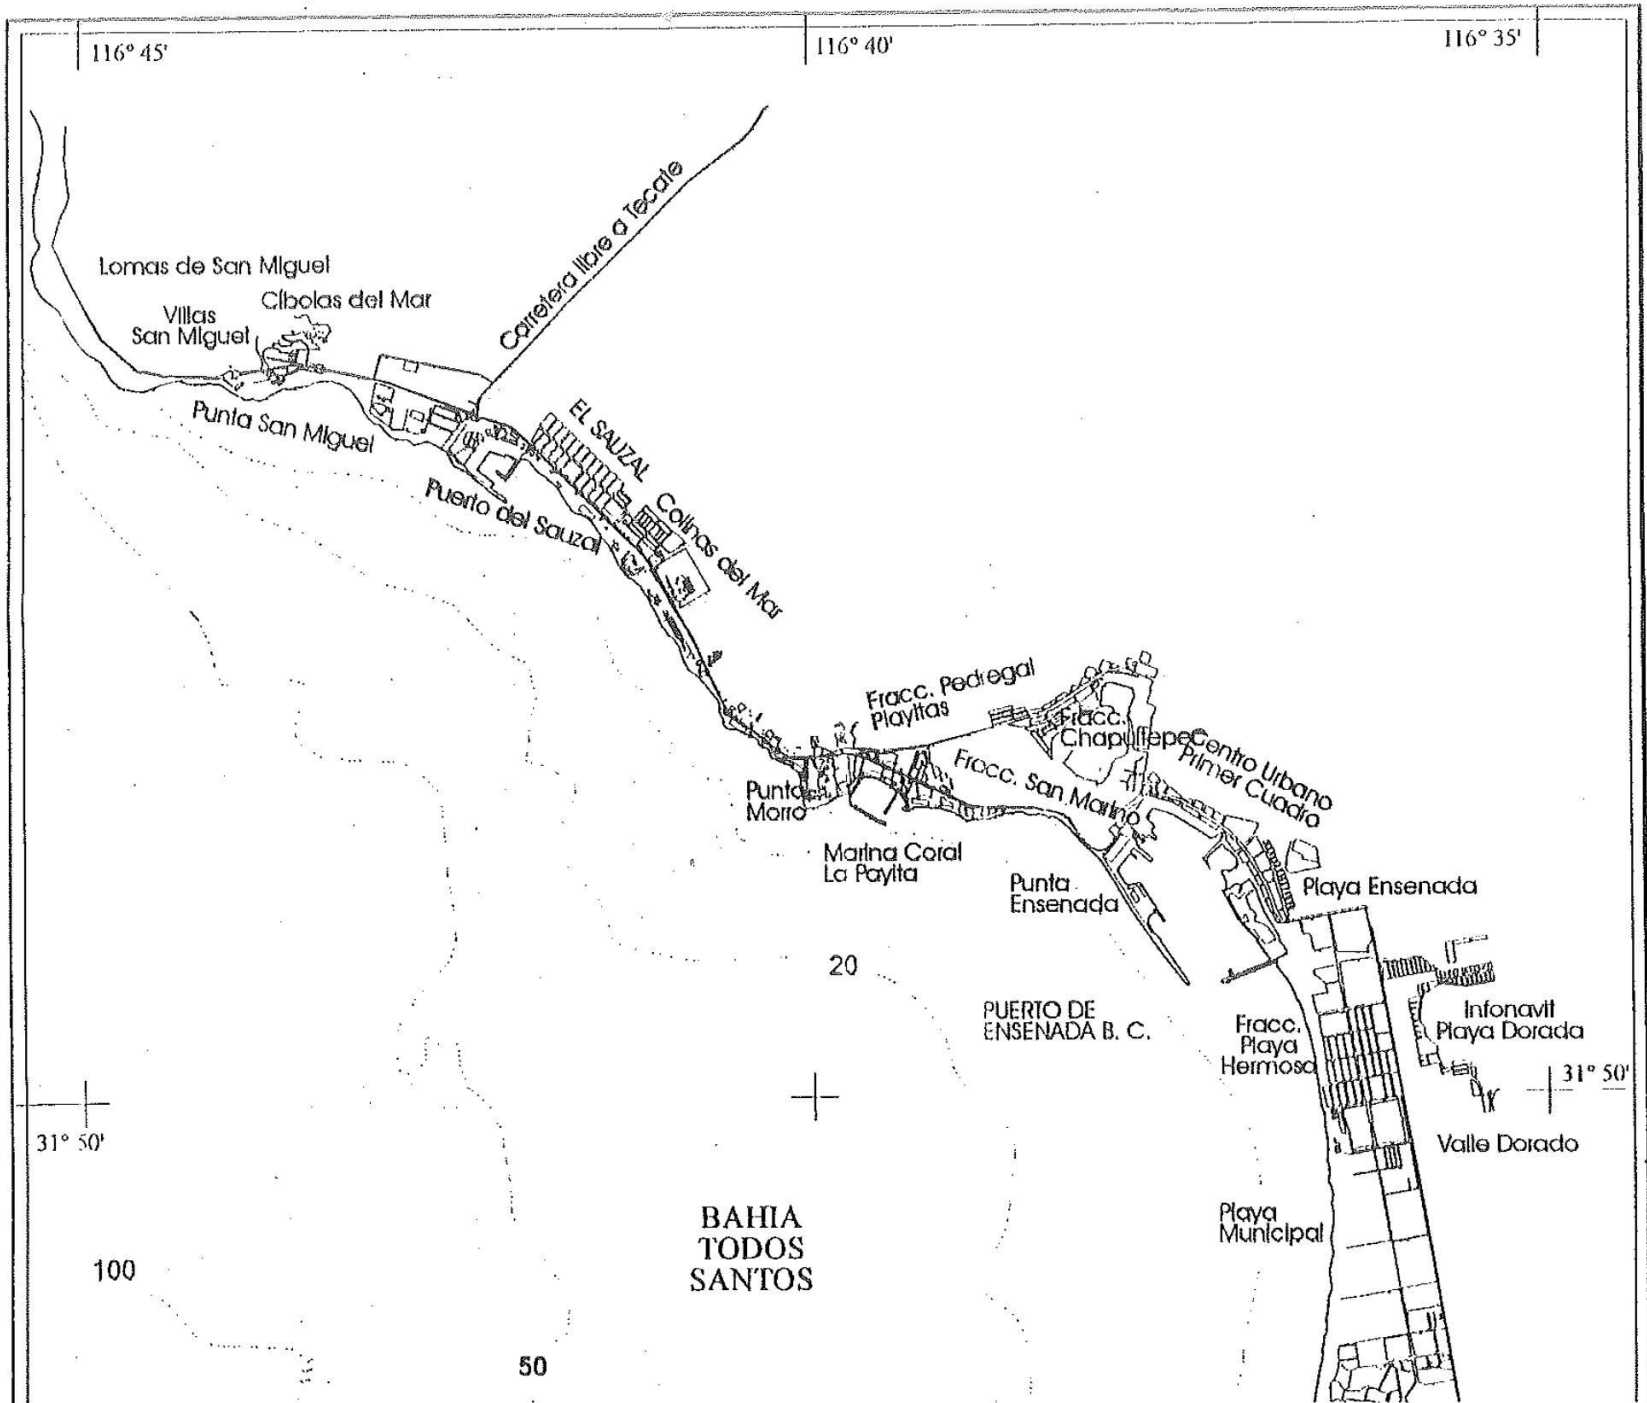 116° 45'
116° 40'
116° 35'
Carretera libre a Tecate
Lomas de San Miguel
Cíbolas del Mar
Villas
San Miguel
Punta San Miguel
EL SAUZAL
Puerto del Sauzal
Colinas del Mar
Fracc. Pedregal
Playitas
Fracc.
Chapultepec
Centro Urbano
Primer Cuadro
Fracc. San Marino
Punta
Morro
Marina Coral
La Payita
Punta
Ensenada
Playa Ensenada
20
PUERTO DE
ENSENADA B. C.
Fracc.
Playa
Hermosa
Infonavit
Playa Dorada
31° 50'
31° 50'
Valle Dorado
BAHIA
TODOS
SANTOS
Playa
Municipal
100
50